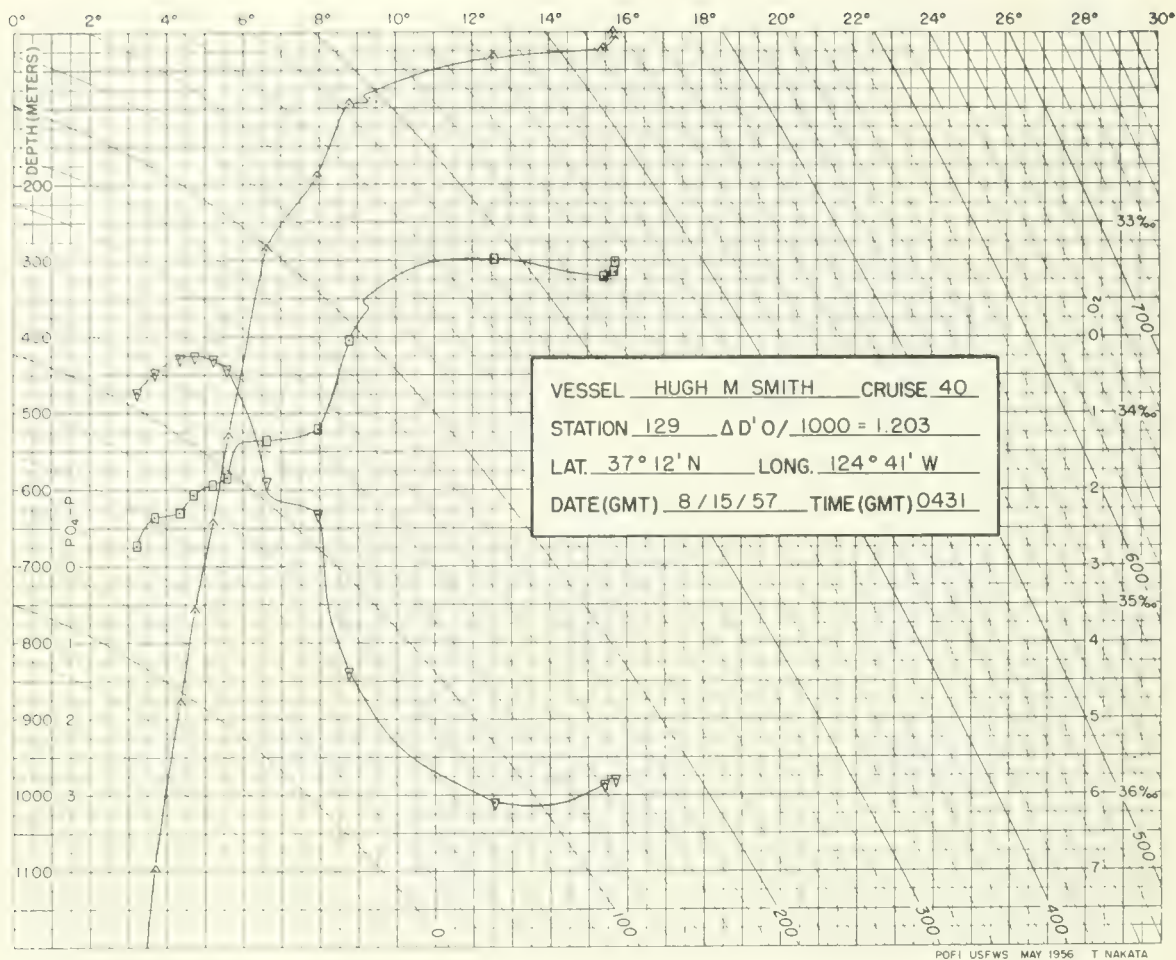 0° 2° 4° 6° 8° 10° 12° 14° 16° 18° 20° 22° 24° 26° 28° 30°
DEPTH (METERS)
200
300
400
500
600
700
800
900
1000
1100
PO4-P
0
1
2
3
33‰
34‰
35‰
36‰
O2
0
1
2
3
4
5
6
7
VESSEL HUGH M SMITH CRUISE 40
STATION 129 Δ D' 0/ 1000 = 1.203
LAT. 37° 12' N LONG. 124° 41' W
DATE (GMT) 8/15/57 TIME (GMT) 0431
700
600
500
0 100 200 300 400
POFI USFWS MAY 1956 T NAKATA